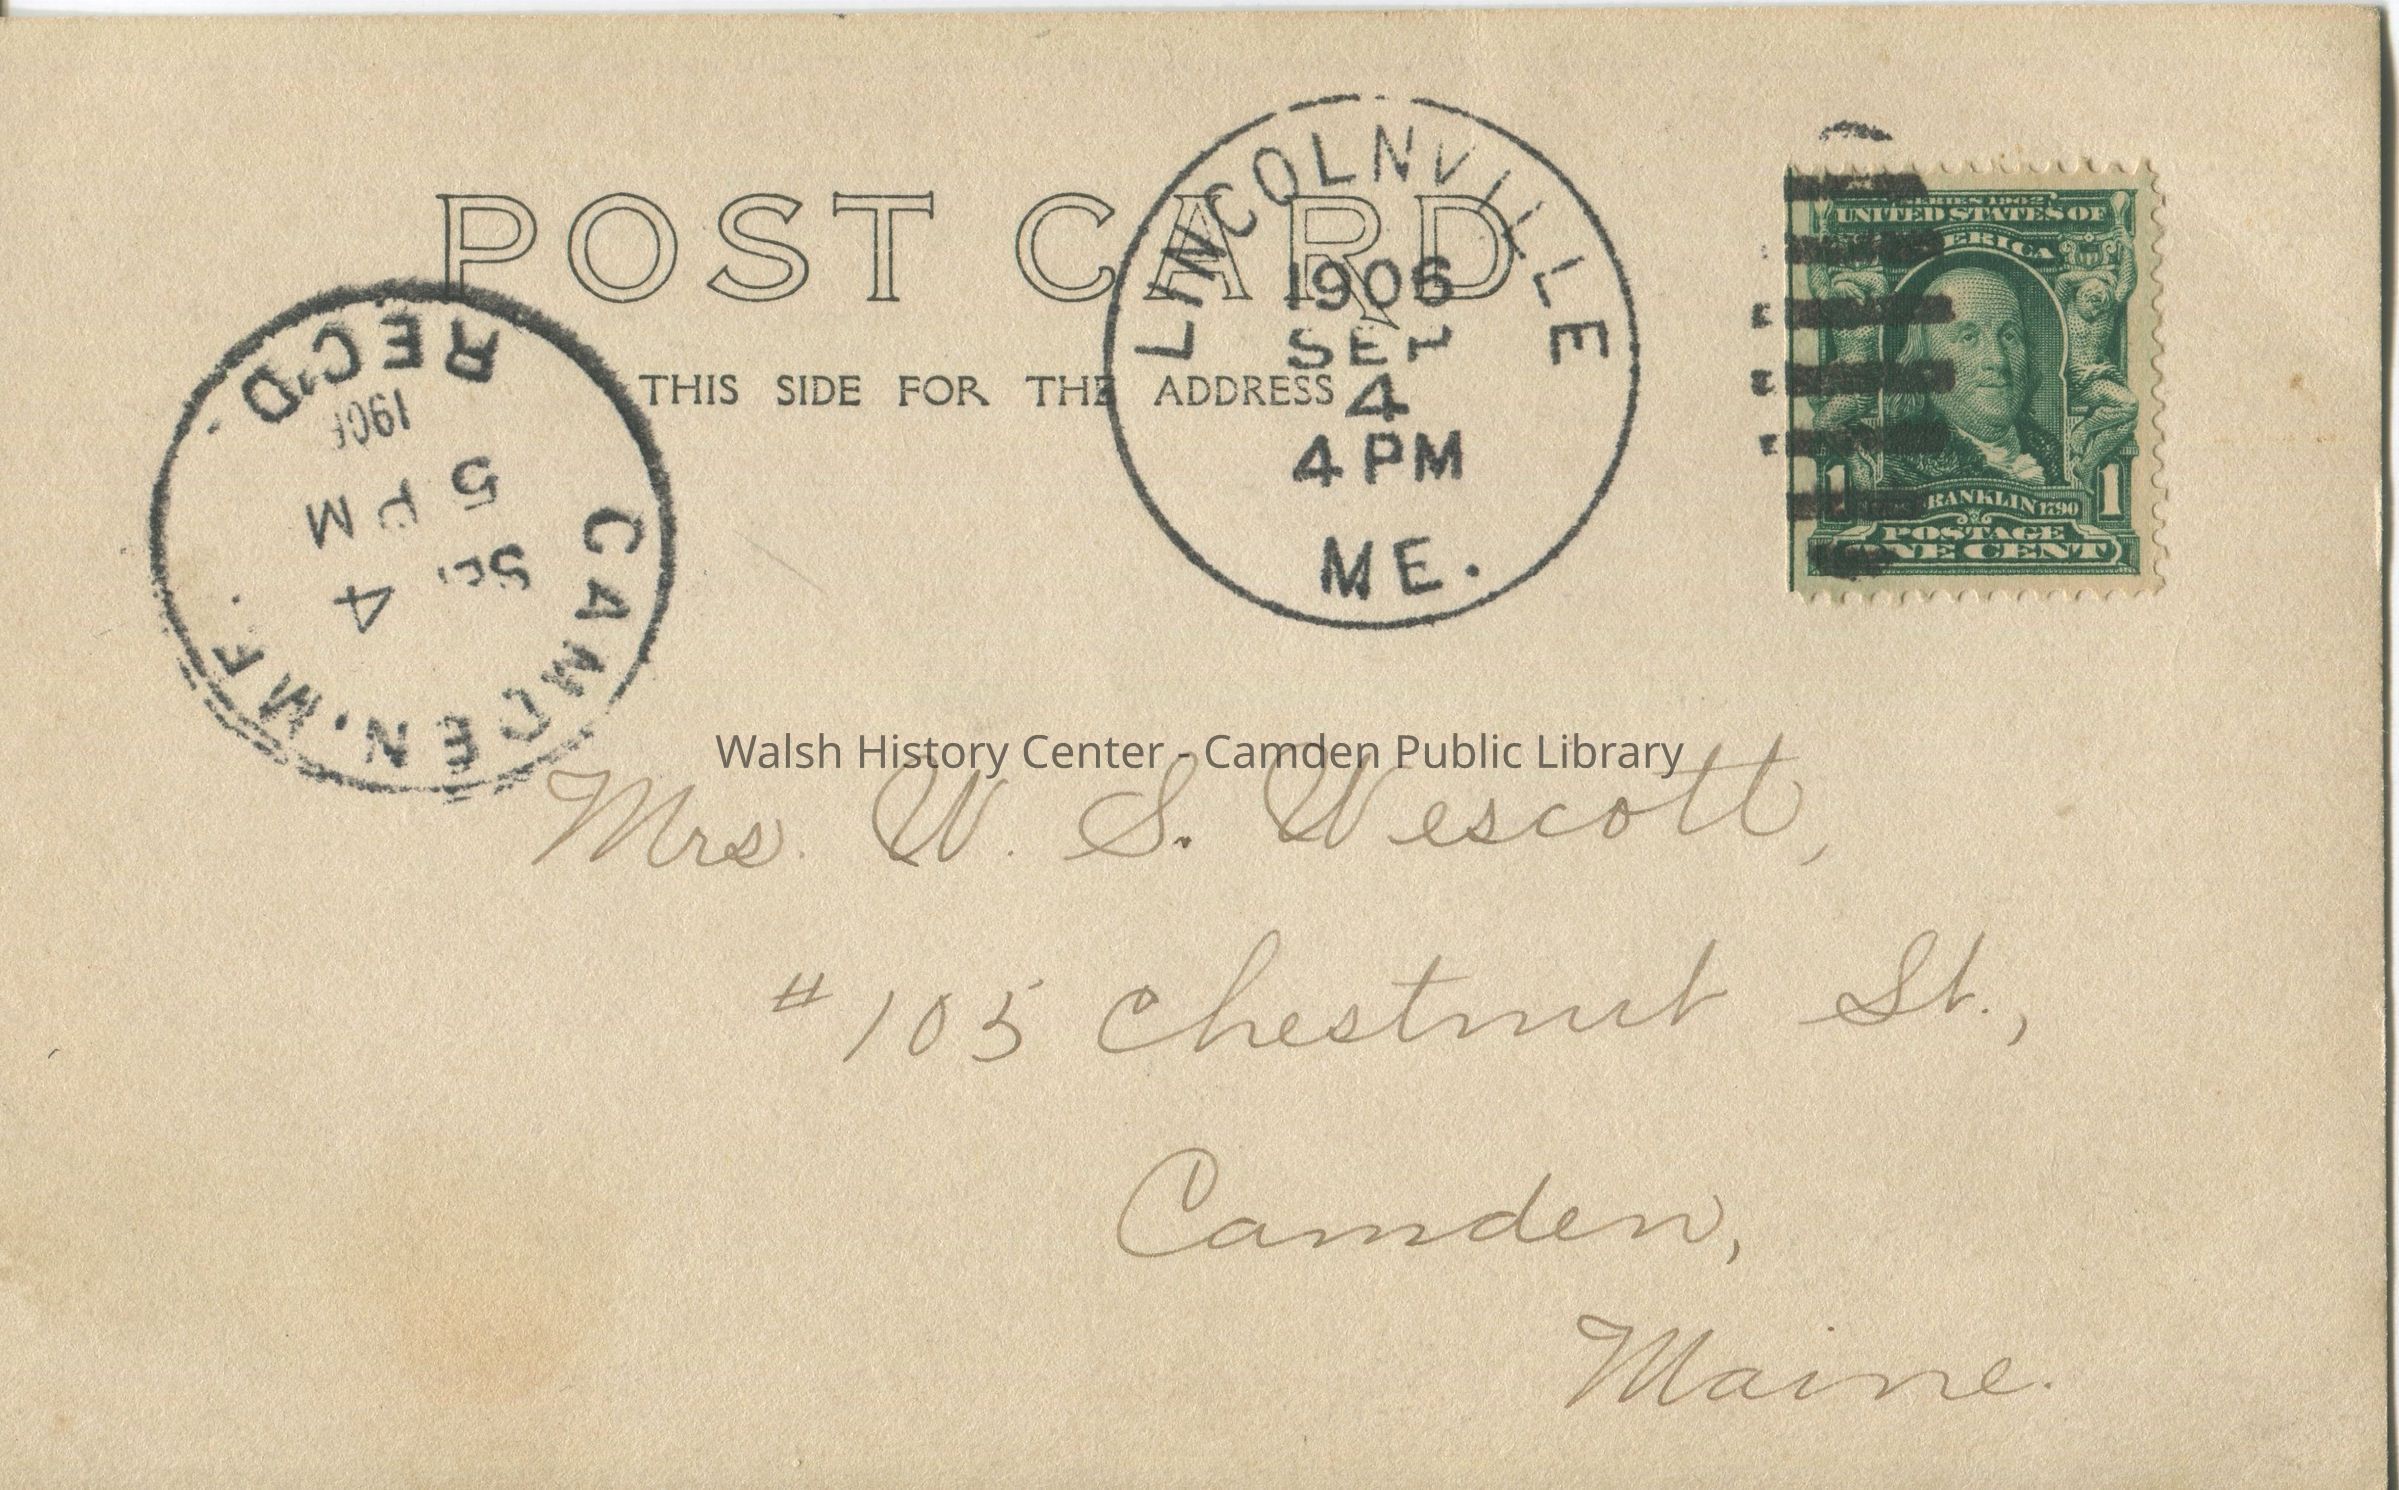 POST CARD
THIS SIDE FOR THE ADDRESS
LINCOLNVILLE
1906
SEP
4
4 PM
ME.
REC'D.
5 PM
4
CAMDEN, ME.
SERIES 1902
UNITED STATES OF
AMERICA
FRANKLIN 1790
1 1
POSTAGE
ONE CENT
Walsh History Center - Camden Public Library
Mrs. W. S. Wescott,
# 105 Chestnut St.,
Camden,
Maine.